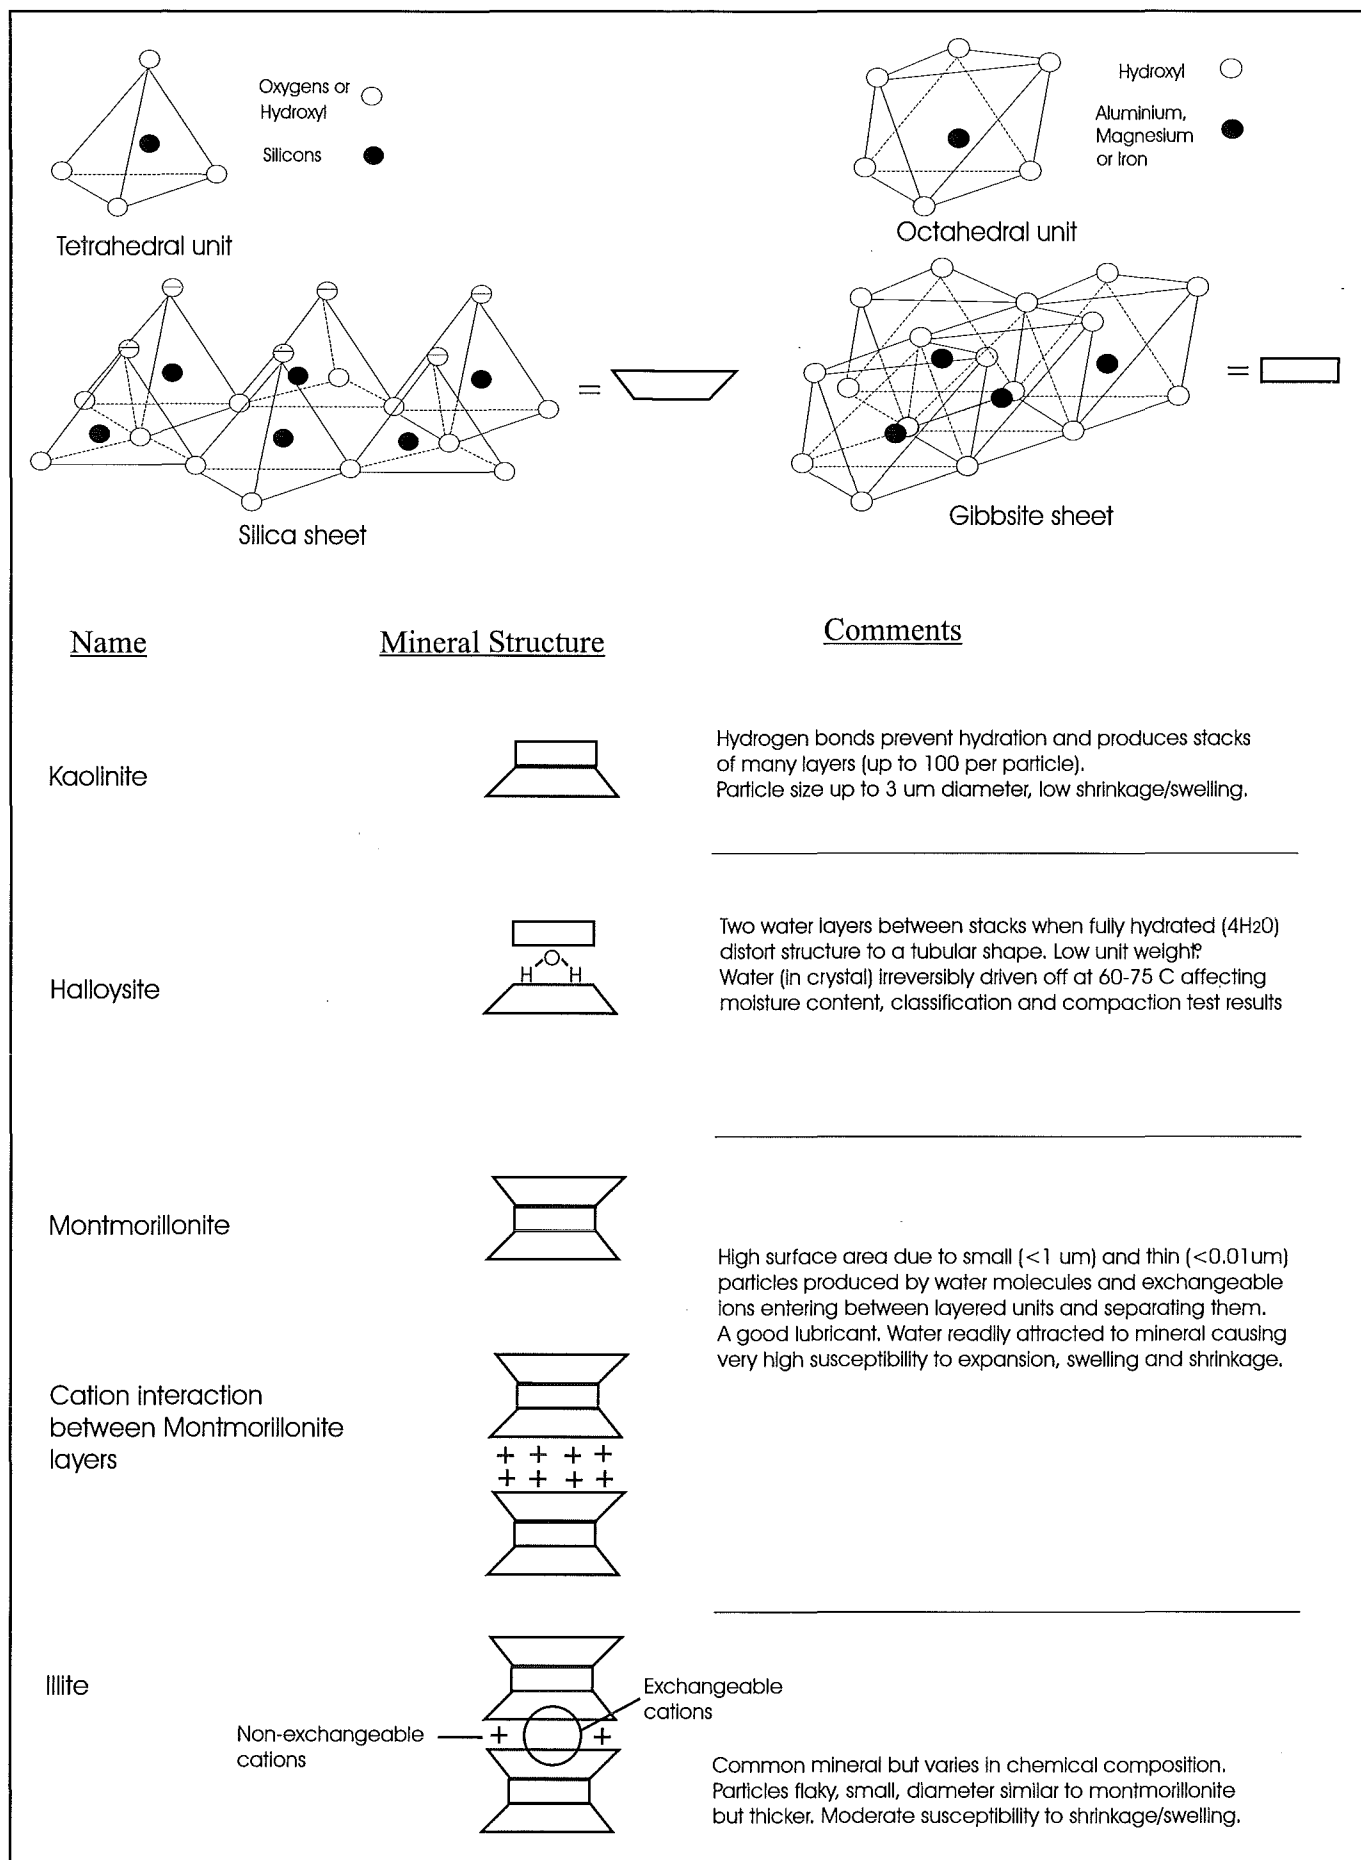 Oxygens or
Hydroxyl
Silicons
Hydroxyl
Aluminium,
Magnesium
or Iron
Tetrahedral unit
Octahedral unit
=
=
Silica sheet
Gibbsite sheet
Name
Mineral Structure
Comments
Kaolinite
Hydrogen bonds prevent hydration and produces stacks
of many layers (up to 100 per particle).
Particle size up to 3 um diameter, low shrinkage/swelling.
Halloysite
H O H
Two water layers between stacks when fully hydrated (4H2O)
distort structure to a tubular shape. Low unit weight.
Water (in crystal) irreversibly driven off at 60-75 C affecting
moisture content, classification and compaction test results
Montmorillonite
High surface area due to small (<1 um) and thin (<0.01um)
particles produced by water molecules and exchangeable
ions entering between layered units and separating them.
A good lubricant. Water readily attracted to mineral causing
very high susceptibility to expansion, swelling and shrinkage.
Cation interaction
between Montmorillonite
layers
+ + + +
+ + + +
Illite
Exchangeable
cations
Non-exchangeable
cations
+ +
Common mineral but varies in chemical composition.
Particles flaky, small, diameter similar to montmorillonite
but thicker. Moderate susceptibility to shrinkage/swelling.